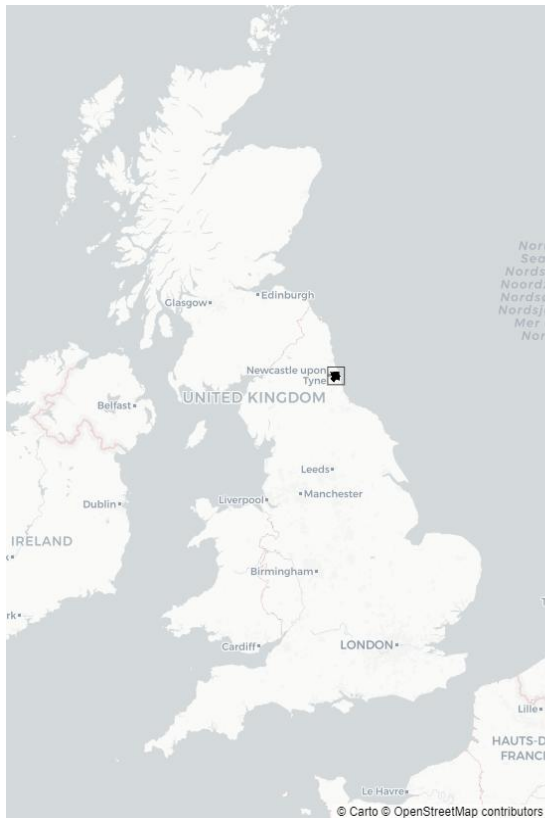 Glasgow
Edinburgh
Newcastle upon
Tyne
UNITED KINGDOM
Belfast
Leeds
Manchester
Liverpool
Dublin
IRELAND
Birmingham
Cardiff
LONDON
Lille
HAUTS-D
FRANC
Le Havre
© Carto © OpenStreetMap contributors